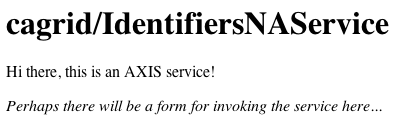 cagrid/IdentifiersNAService
Hi there, this is an AXIS service!
Perhaps there will be a form for invoking the service here...